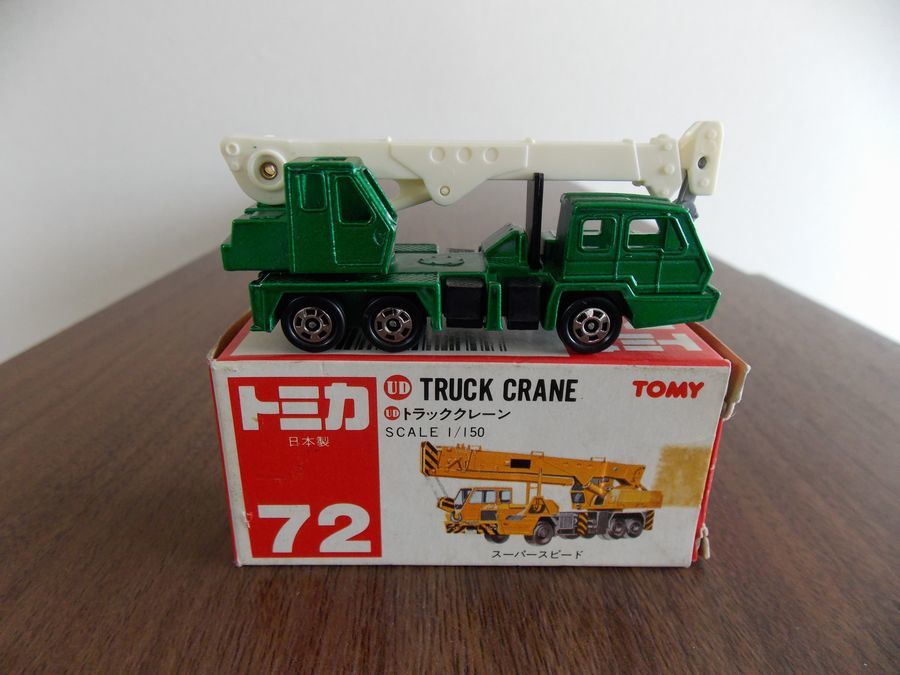 トミカ
日本製
72
UD TRUCK CRANE
UD トラッククレーン
SCALE 1/150
TOMY
スーパースピード